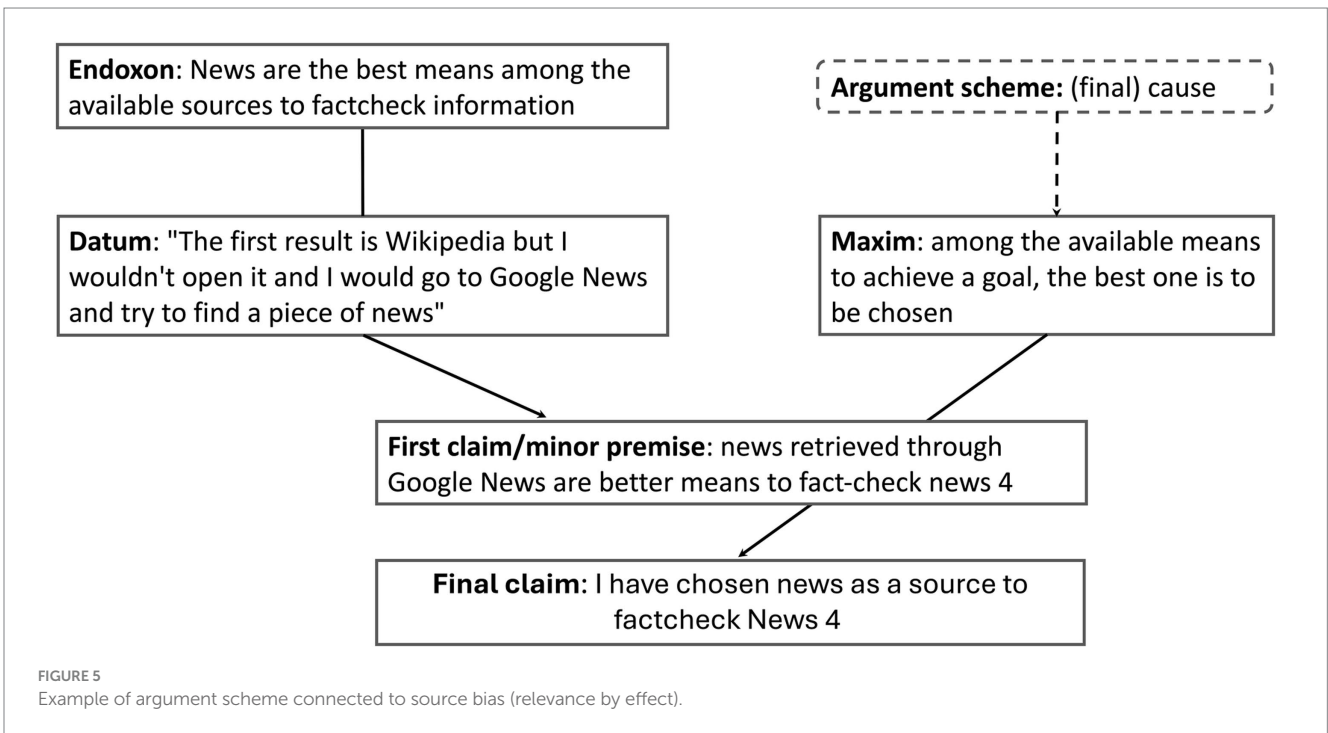 Endoxon: News are the best means among the
available sources to factcheck information
Argument scheme: (final) cause
Datum: "The first result is Wikipedia but I
wouldn't open it and I would go to Google News
and try to find a piece of news"
Maxim: among the available means
to achieve a goal, the best one is to
be chosen
First claim/minor premise: news retrieved through
Google News are better means to fact-check news 4
Final claim: I have chosen news as a source to
factcheck News 4
FIGURE 5
Example of argument scheme connected to source bias (relevance by effect).